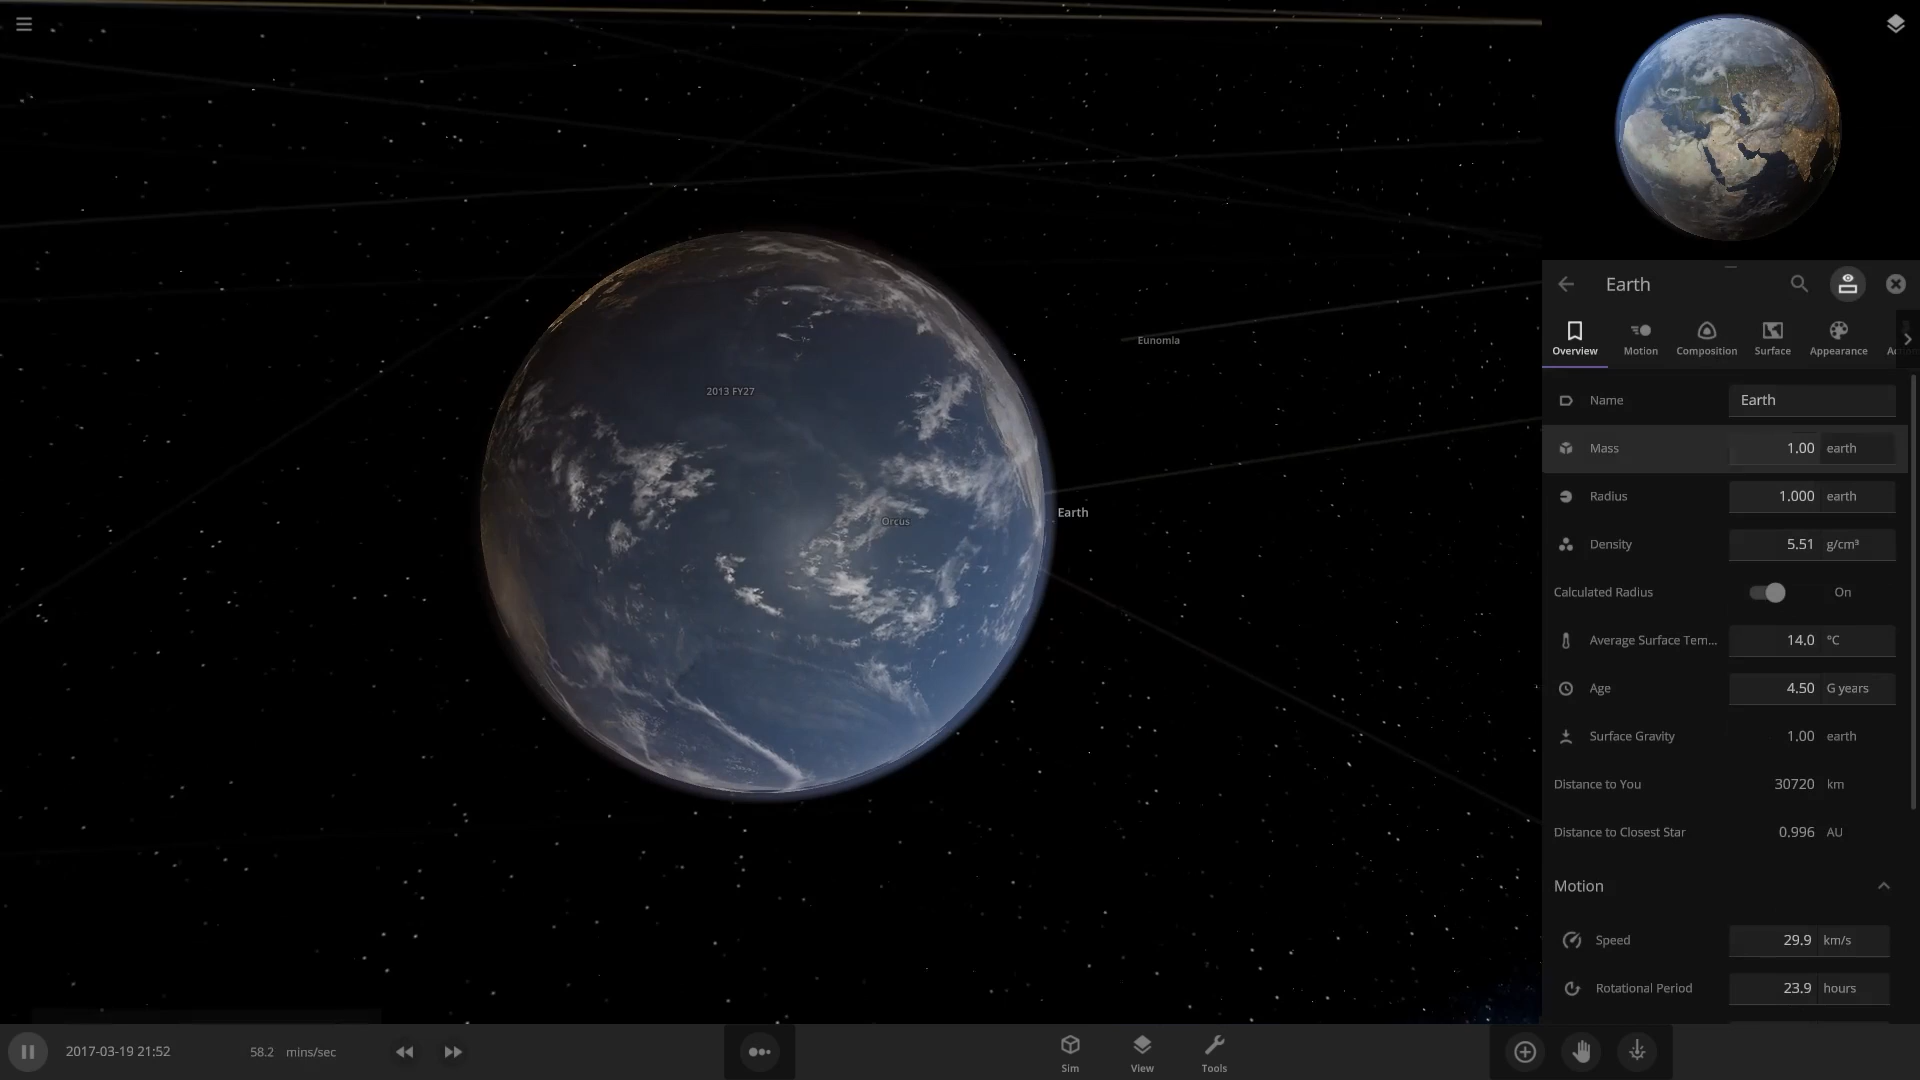 Earth
Overview
Motion
Composition
Surface
Appearance
Name
Earth
Mass
1.00 earth
Radius
1.000 earth
Density
5.51 g/cm³
Calculated Radius
On
Average Surface Tem...
14.0 °C
Age
4.50 G years
Surface Gravity
1.00 earth
Distance to You
30720 km
Distance to Closest Star
0.996 AU
Motion
Speed
29.9 km/s
Rotational Period
23.9 hours
Eunomia
2013 FY27
Earth
Orcus
2017-03-19 21:52
58.2 mins/sec
Sim
View
Tools